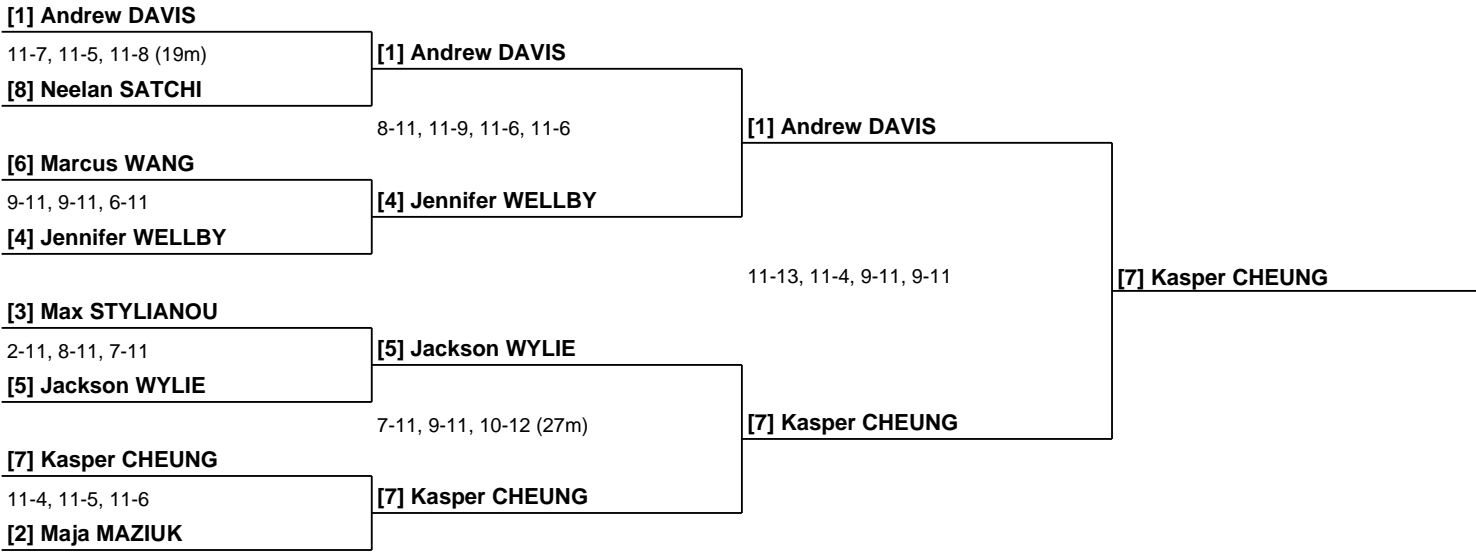 [1] Andrew DAVIS
11-7, 11-5, 11-8 (19m)
[1] Andrew DAVIS
[8] Neelan SATCHI
8-11, 11-9, 11-6, 11-6
[1] Andrew DAVIS
[6] Marcus WANG
9-11, 9-11, 6-11
[4] Jennifer WELLBY
[4] Jennifer WELLBY
11-13, 11-4, 9-11, 9-11
[7] Kasper CHEUNG
[3] Max STYLIANOU
2-11, 8-11, 7-11
[5] Jackson WYLIE
[5] Jackson WYLIE
7-11, 9-11, 10-12 (27m)
[7] Kasper CHEUNG
[7] Kasper CHEUNG
11-4, 11-5, 11-6
[7] Kasper CHEUNG
[2] Maja MAZIUK